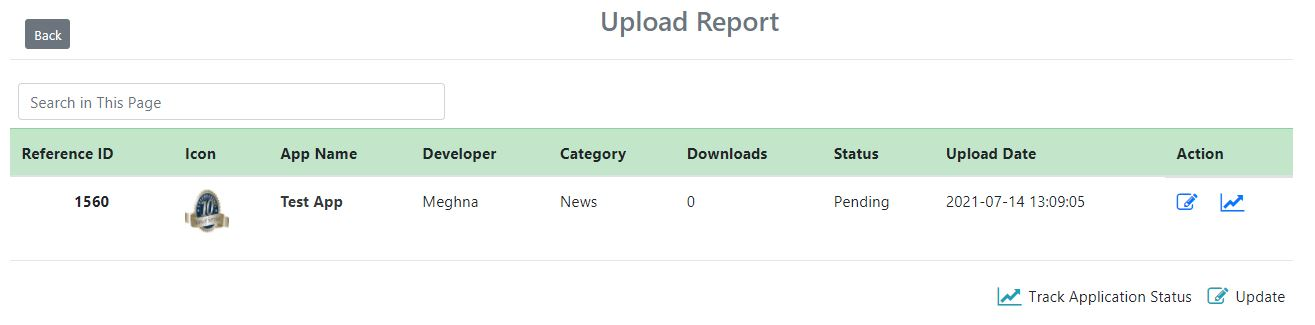 Upload Report
Back
Search in This Page
Reference ID Icon App Name Developer Category Downloads Status Upload Date Action
1560 10 Test App Meghna News 0 Pending 2021-07-14 13:09:05
Track Application Status Update